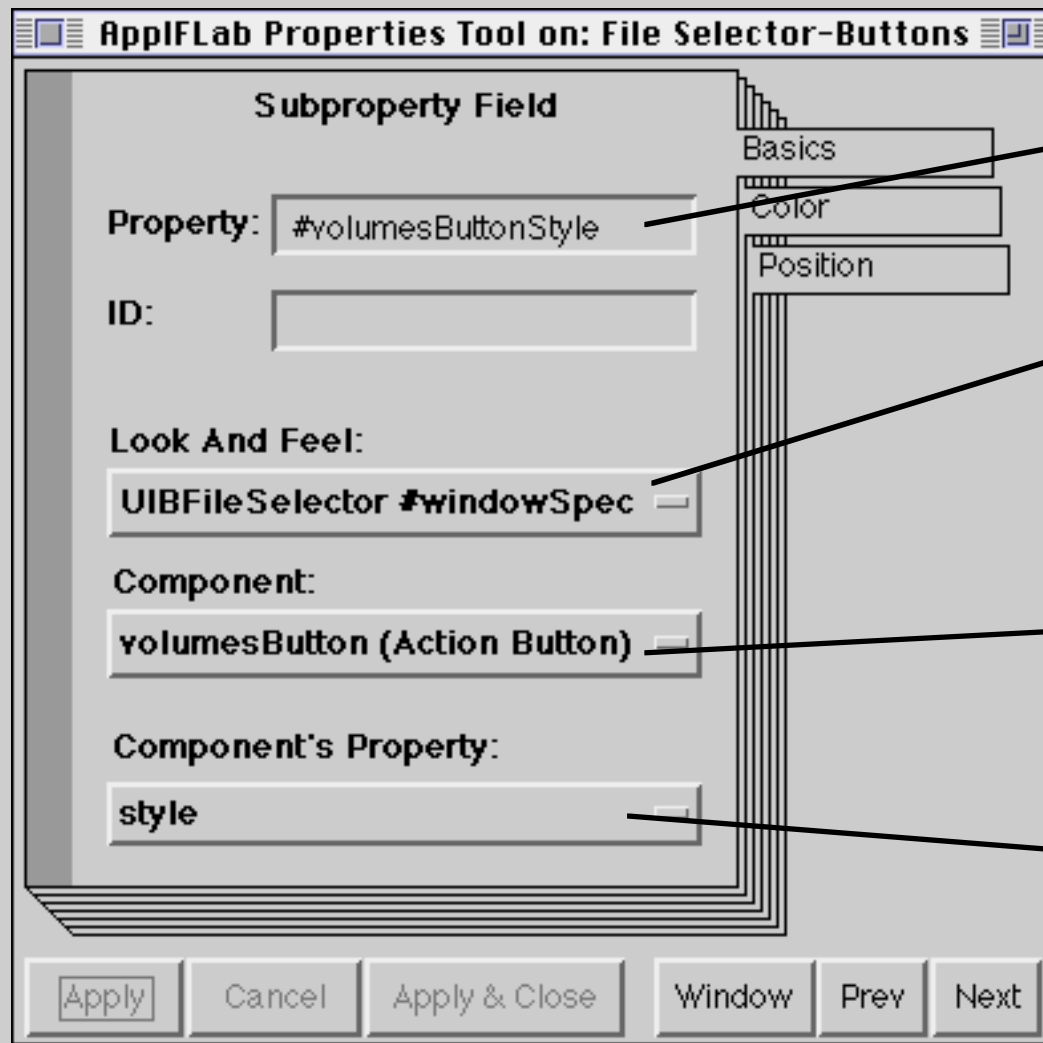 ApplFLab Properties Tool on: File Selector-Buttons
Subproperty Field
Basics
Color
Position
Property: #volumesButtonStyle
ID:
Look And Feel:
UIBFileSelector #windowSpec
Component:
volumesButton (Action Button)
Component's Property:
style
Apply Cancel Apply & Close Window Prev Next